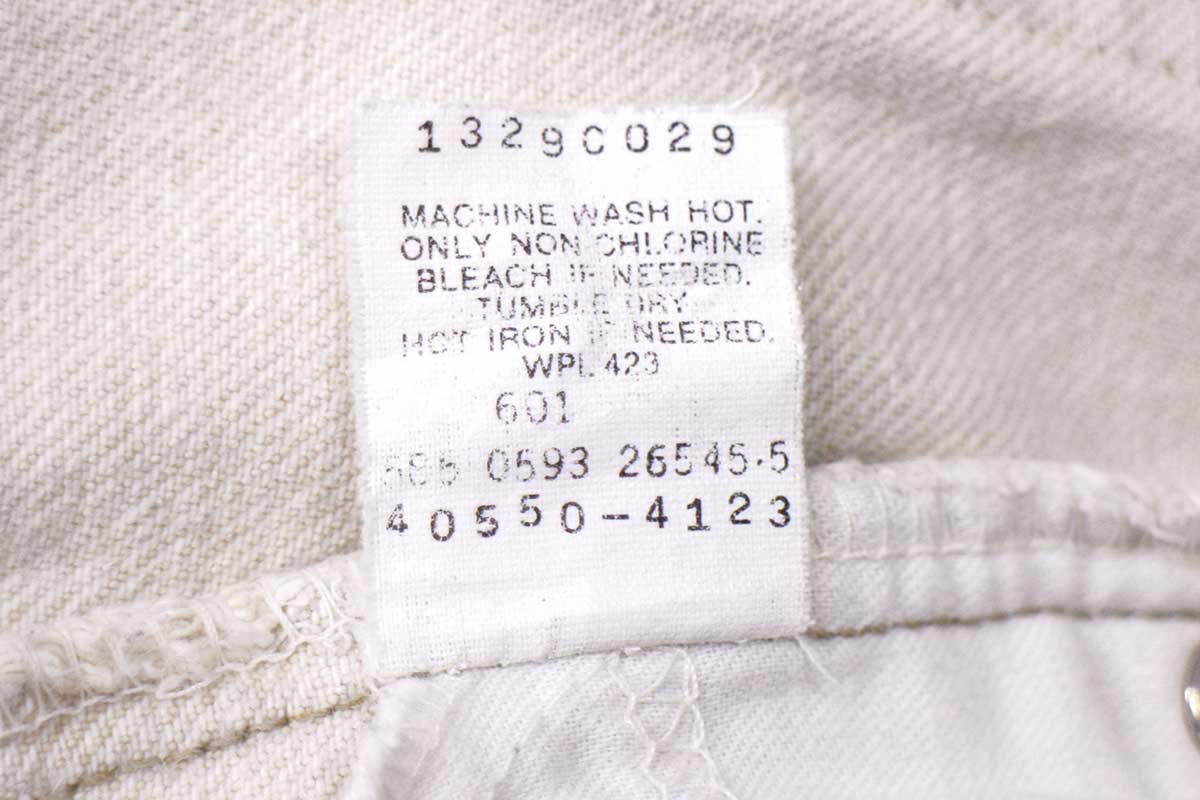 1329C029
MACHINE WASH HOT.
ONLY NON CHLORINE
BLEACH IF NEEDED.
TUMBLE DRY
HOT IRON IF NEEDED.
WPL 423
601
0593 26545.5
40550-4123